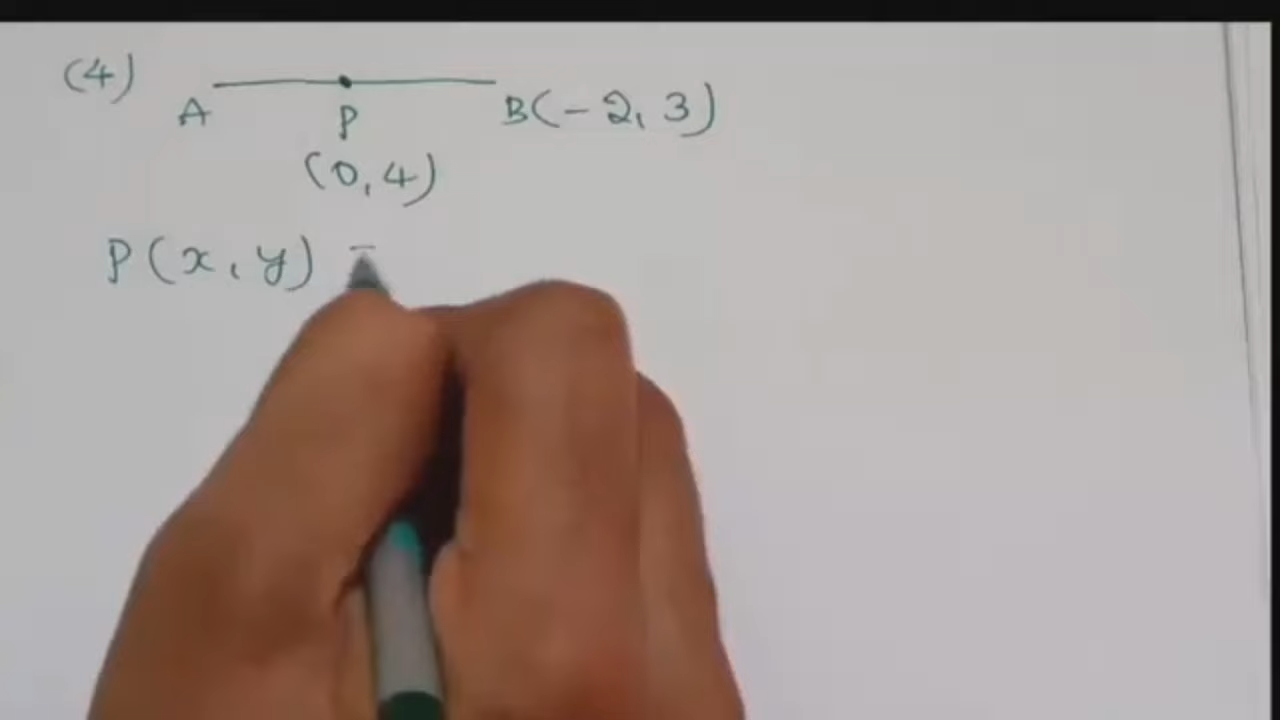 (4)
A P B(-2, 3)
(0, 4)
P(x, y) =